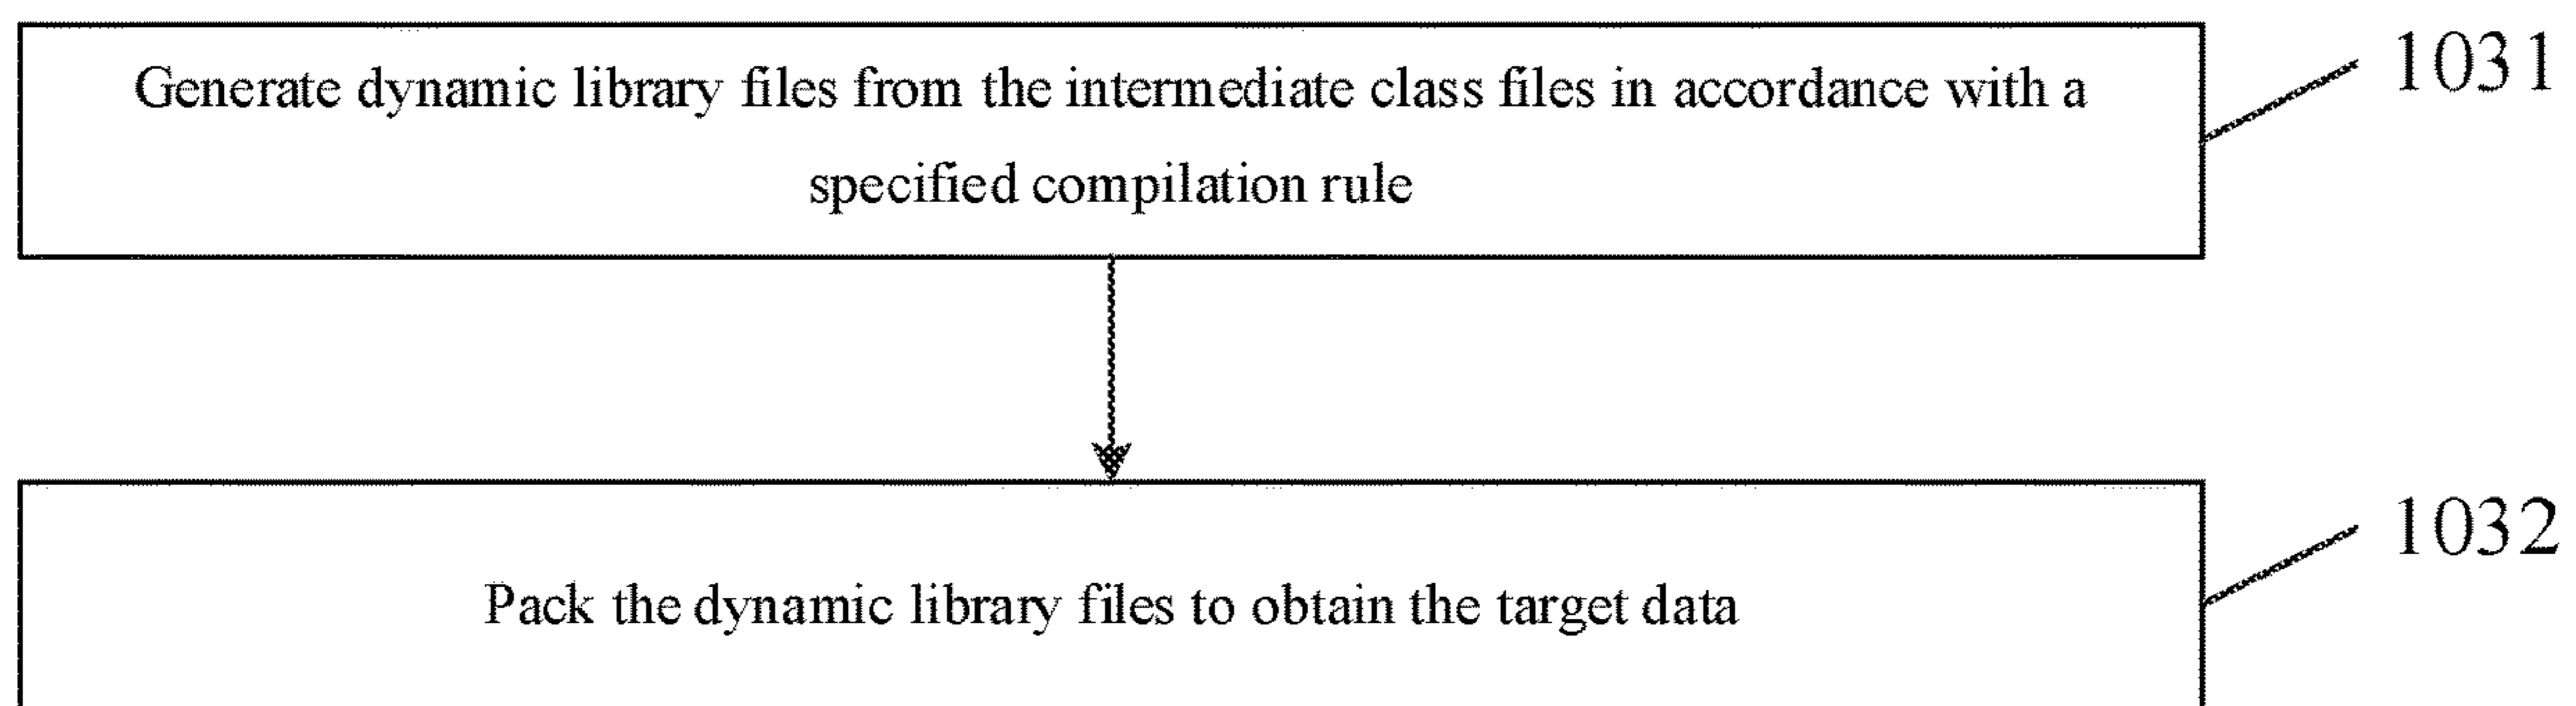 Generate dynamic library files from the intermediate class files in accordance with a
specified compilation rule
1031
Pack the dynamic library files to obtain the target data
1032